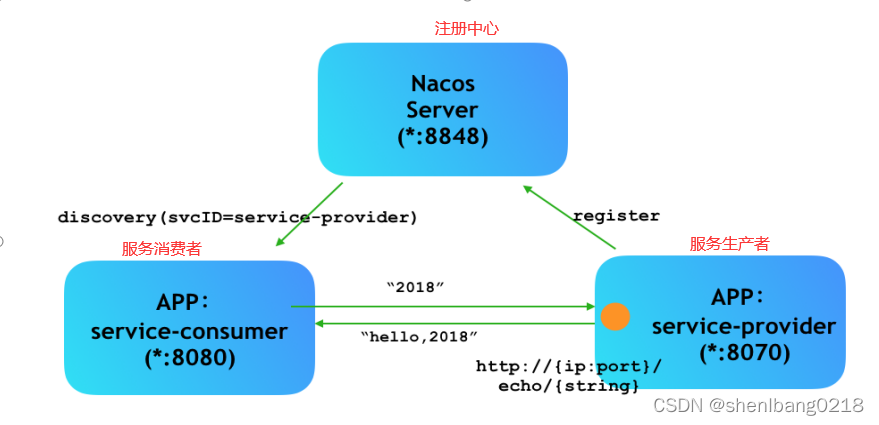 注册中心
Nacos
Server
(*:8848)
discovery(svcID=service-provider)
register
服务消费者
服务生产者
APP：
service-consumer
(*:8080)
“2018”
“hello,2018”
APP：
service-provider
(*:8070)
http://{ip:port}/
echo/{string}
CSDN @shenlbang0218